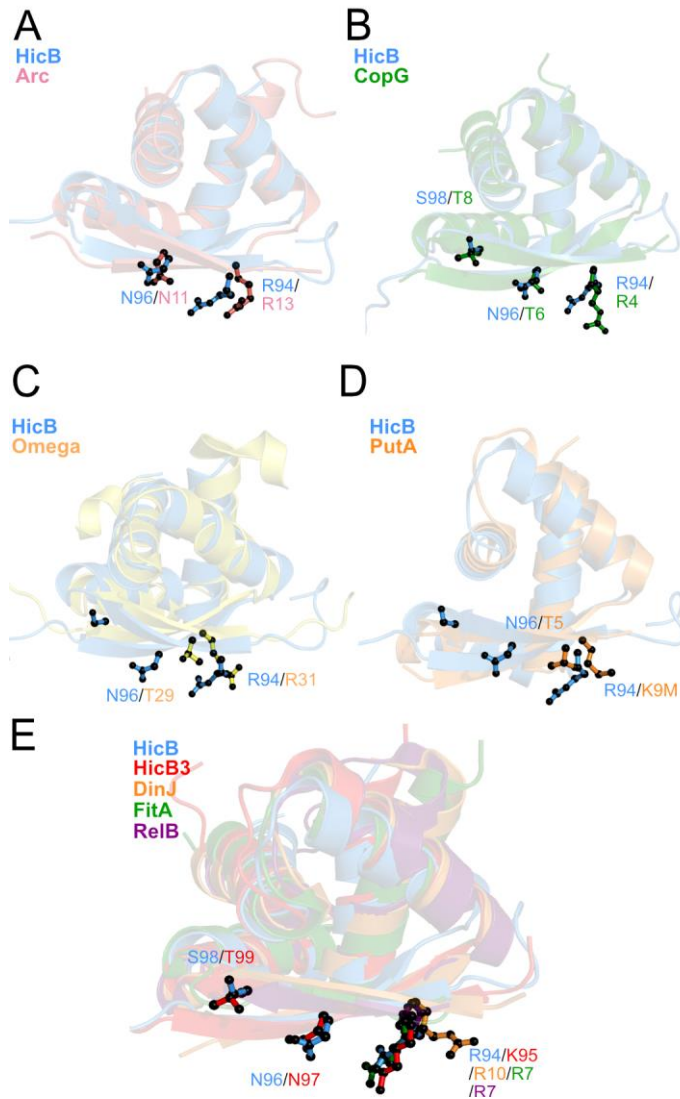 A
HicB
Arc
N96/N11
R94/
R13
B
HicB
CopG
S98/T8
N96/T6
R94/
R4
C
HicB
Omega
N96/T29
R94/R31
D
HicB
PutA
N96/T5
R94/K9M
E
HicB
HicB3
DinJ
FitA
RelB
S98/T99
N96/N97
R94/K95
/R10/R7
/R7